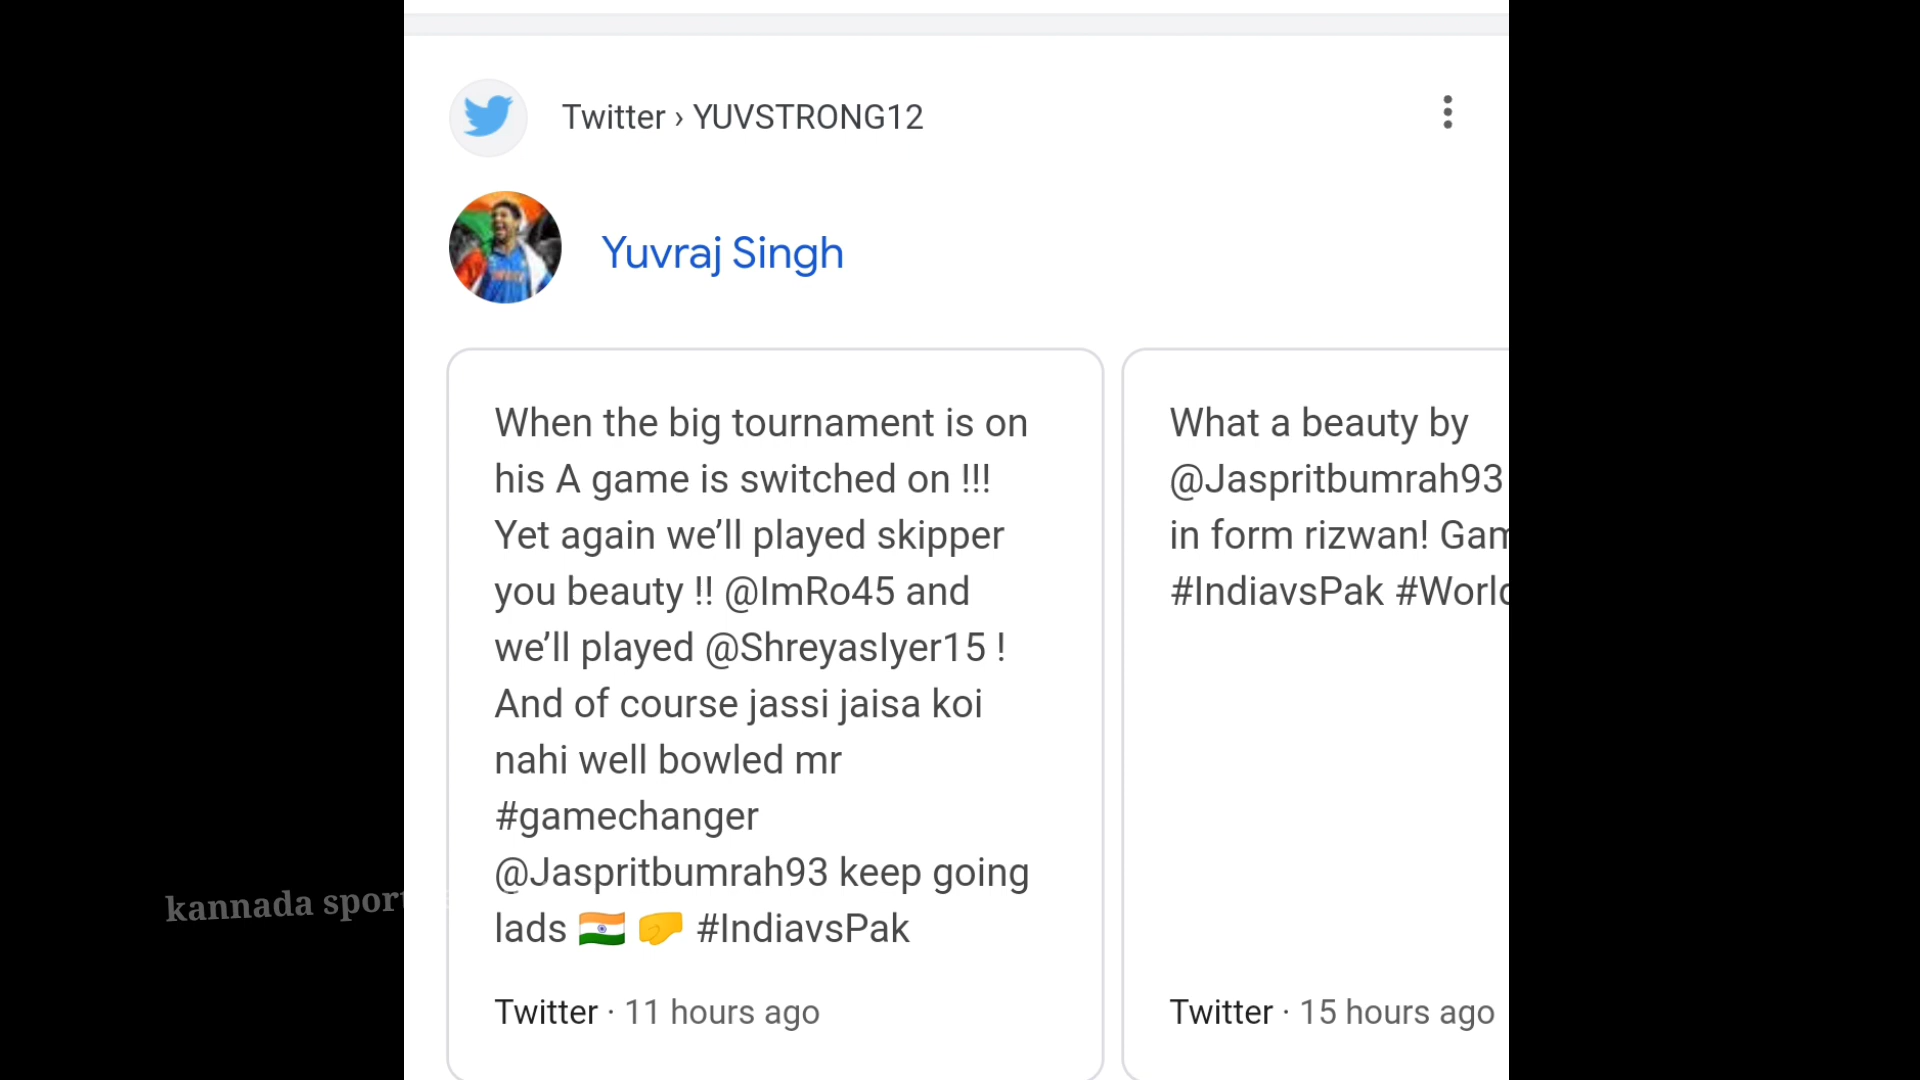 Twitter › YUVSTRONG12
Yuvraj Singh
When the big tournament is on
his A game is switched on !!!
Yet again we’ll played skipper
you beauty !! @ImRo45 and
we’ll played @ShreyasIyer15 !
And of course jassi jaisa koi
nahi well bowled mr
#gamechanger
@Jaspritbumrah93 keep going
lads 🇮🇳 🤛 #IndiavsPak
Twitter · 11 hours ago
What a beauty by
@Jaspritbumrah93
in form rizwan!
#IndiavsPak
Twitter · 15 hours ago
kannada